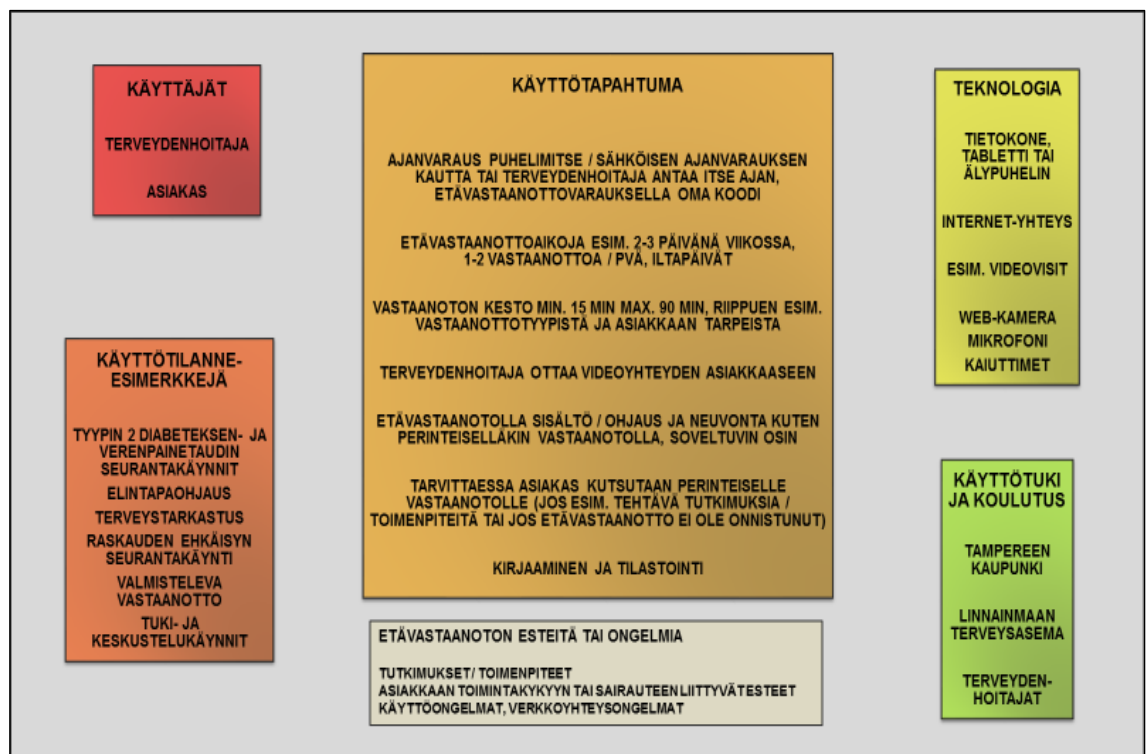 KÄYTTÄJÄT
TERVEYDENHOITAJA
ASIAKAS
KÄYTTÖTILANNE-
ESIMERKKEJÄ
TYYPIN 2 DIABETEKSEN- JA
VERENPAINETAUDIN
SEURANTAKÄYNNIT
ELINTAPAOHJAUS
TERVEYSTARKASTUS
RASKAUDEN EHKÄISYN
SEURANTAKÄYNTI
VALMISTELEVA
VASTAANOTTO
TUKI- JA
KESKUSTELUKÄYNNIT
KÄYTTÖTAPAHTUMA
AJANVARAUS PUHELIMITSE / SÄHKÖISEN AJANVARAUKSEN
KAUTTA TAI TERVEYDENHOITAJA ANTAA ITSE AJAN,
ETÄVASTAANOTTOVARAUKSELLA OMA KOODI
ETÄVASTAANOTTOAIKOJA ESIM. 2-3 PÄIVÄNÄ VIIKOSSA,
1-2 VASTAANOTTOA / PVÄ, ILTAPÄIVÄT
VASTAANOTON KESTO MIN. 15 MIN MAX. 90 MIN, RIIPPUEN ESIM.
VASTAANOTTOTYYPISTÄ JA ASIAKKAAN TARPEISTA
TERVEYDENHOITAJA OTTAA VIDEOYHTEYDEN ASIAKKAASEEN
ETÄVASTAANOTOLLA SISÄLTÖ / OHJAUS JA NEUVONTA KUTEN
PERINTEISELLÄKIN VASTAANOTOLLA, SOVELTUVIN OSIN
TARVITTAESSA ASIAKAS KUTSUTAAN PERINTEISELLE
VASTAANOTOLLE (JOS ESIM. TEHTÄVÄ TUTKIMUKSIA /
TOIMENPITEITÄ TAI JOS ETÄVASTAANOTTO EI OLE ONNISTUNUT)
KIRJAAMINEN JA TILASTOINTI
ETÄVASTAANOTON ESTEITÄ TAI ONGELMIA
TUTKIMUKSET/ TOIMENPITEET
ASIAKKAAN TOIMINTAKYKYYN TAI SAIRAUTEEN LIITTYVÄT ESTEET
KÄYTTÖONGELMAT, VERKKOYHTEYSONGELMAT
TEKNOLOGIA
TIETOKONE,
TABLETTI TAI
ÄLYPUHELIN
INTERNET-YHTEYS
ESIM. VIDEOVISIT
WEB-KAMERA
MIKROFONI
KAIUTTIMET
KÄYTTÖTUKI
JA KOULUTUS
TAMPEREEN
KAUPUNKI
LINNAINMAAN
TERVEYSASEMA
TERVEYDEN-
HOITAJAT